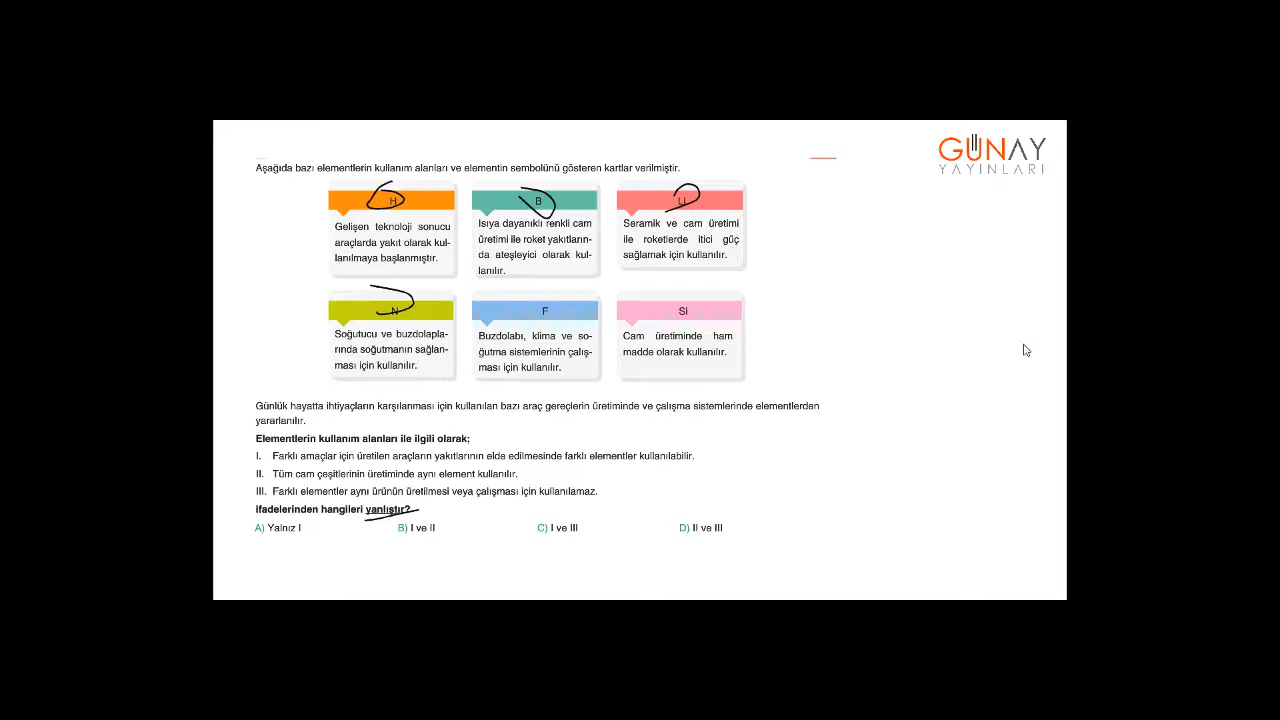 GÜNAY
YAYINLARI
Aşağıda bazı elementlerin kullanım alanları ve elementin sembolünü gösteren kartlar verilmiştir.
H
Gelişen teknoloji sonucu
araçlarda yakıt olarak kul-
lanılmaya başlanmıştır.
B
Isıya dayanıklı renkli cam
üretimi ile roket yakıtların-
da ateşleyici olarak kul-
lanılır.
Li
Seramik ve cam üretimi
ile roketlerde itici güç
sağlamak için kullanılır.
N
Soğutucu ve buzdolapla-
rında soğutmanın sağlan-
ması için kullanılır.
F
Buzdolabı, klima ve so-
ğutma sistemlerinin çalış-
ması için kullanılır.
Si
Cam üretiminde ham
madde olarak kullanılır.
Günlük hayatta ihtiyaçların karşılanması için kullanılan bazı araç gereçlerin üretiminde ve çalışma sistemlerinde elementlerden
yararlanılır.
Elementlerin kullanım alanları ile ilgili olarak;
I. Farklı amaçlar için üretilen araçların yakıtlarının elde edilmesinde farklı elementler kullanılabilir.
II. Tüm cam çeşitlerinin üretiminde aynı element kullanılır.
III. Farklı elementler aynı ürünün üretilmesi veya çalışması için kullanılamaz.
ifadelerinden hangileri yanlıştır?
A) Yalnız I B) I ve II C) I ve III D) II ve III